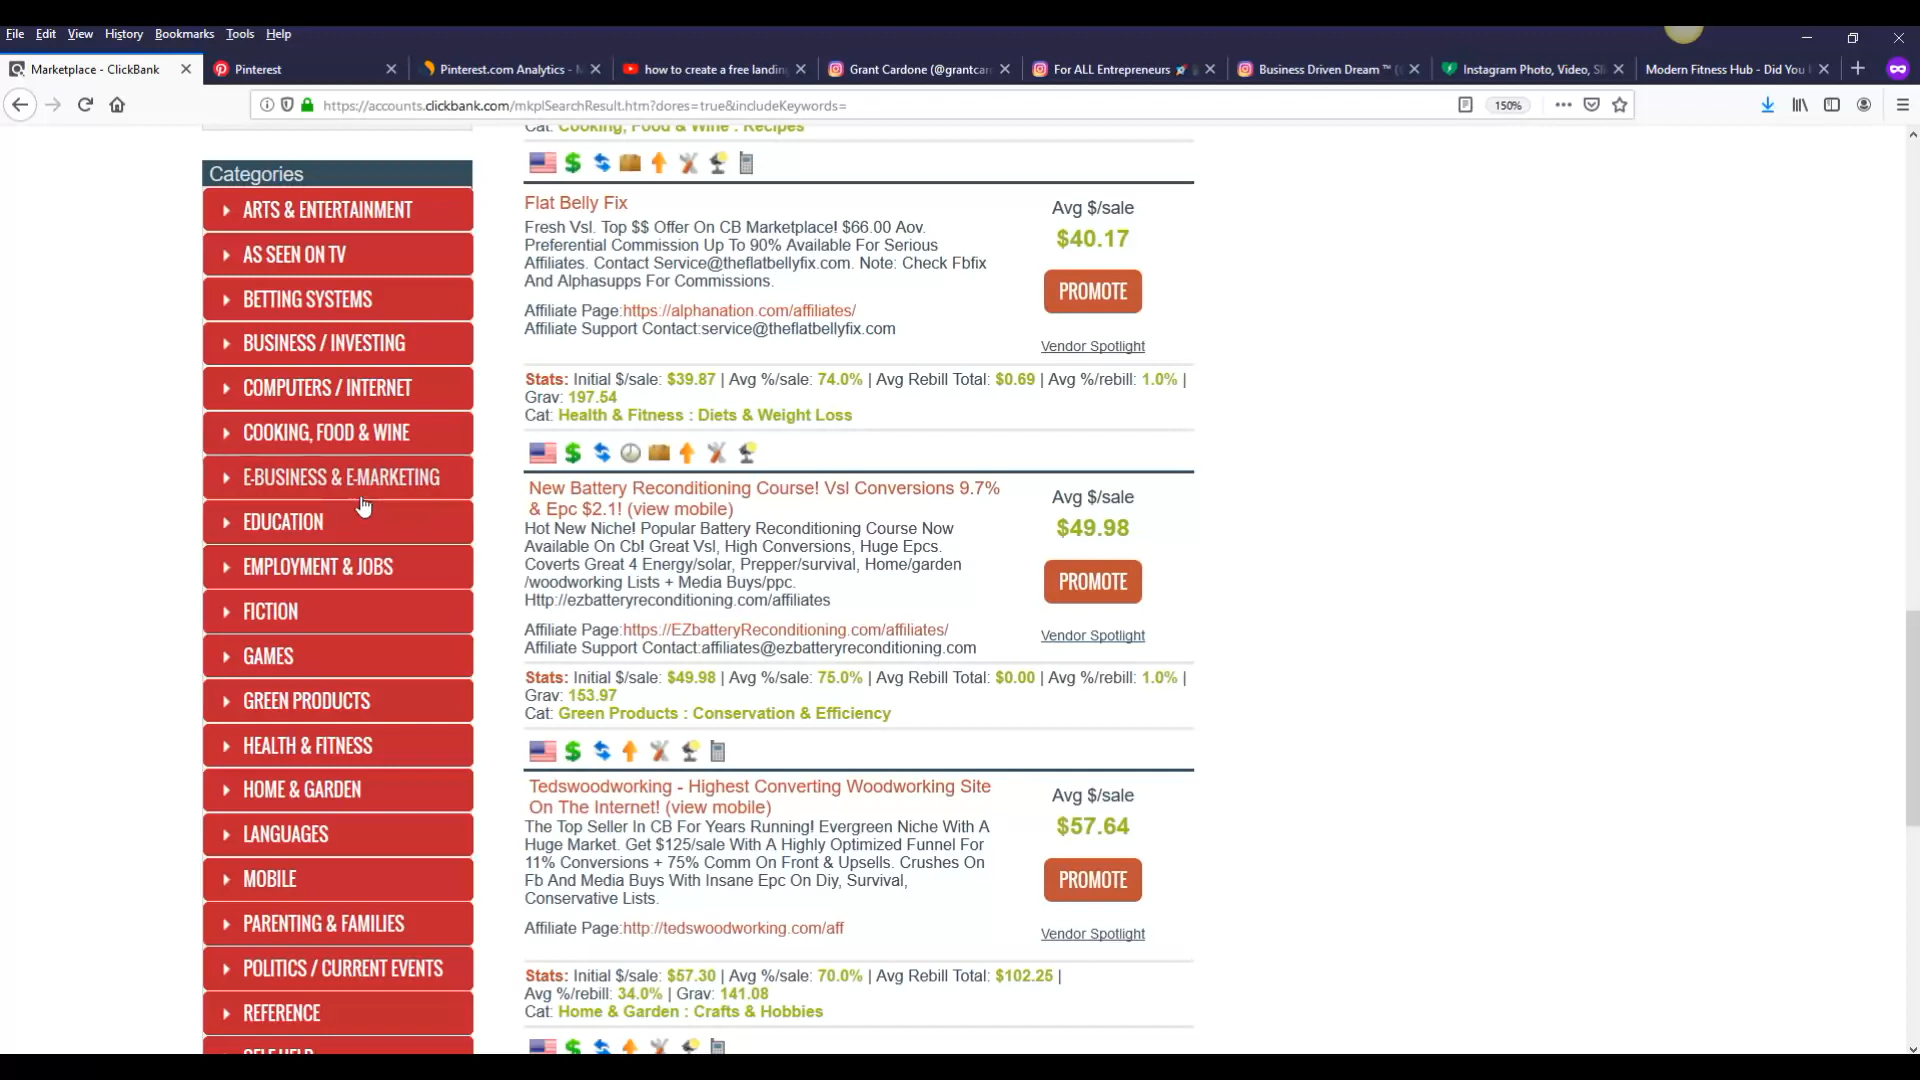 File Edit View History Bookmarks Tools Help
Marketplace - ClickBank
Pinterest
Pinterest.com Analytics -
how to create a free landin
Grant Cardone (@grantcar
For ALL Entrepreneurs
Business Driven Dream ™ (
Instagram Photo, Video, Sl
Modern Fitness Hub - Did You
https://accounts.clickbank.com/mkplSearchResult.htm?dores=true&includeKeywords=
150%
Categories
ARTS & ENTERTAINMENT
AS SEEN ON TV
BETTING SYSTEMS
BUSINESS / INVESTING
COMPUTERS / INTERNET
COOKING, FOOD & WINE
E-BUSINESS & E-MARKETING
EDUCATION
EMPLOYMENT & JOBS
FICTION
GAMES
GREEN PRODUCTS
HEALTH & FITNESS
HOME & GARDEN
LANGUAGES
MOBILE
PARENTING & FAMILIES
POLITICS / CURRENT EVENTS
REFERENCE
SELF-HELP
Cat: Cooking, Food & Wine : Recipes
Flat Belly Fix
Fresh Vsl. Top $$ Offer On CB Marketplace! $66.00 Aov.
Preferential Commission Up To 90% Available For Serious
Affiliates. Contact Service@theflatbellyfix.com. Note: Check Fbfix
And Alphasupps For Commissions.
Affiliate Page:https://alphanation.com/affiliates/
Affiliate Support Contact:service@theflatbellyfix.com
Avg $/sale
$40.17
PROMOTE
Vendor Spotlight
Stats: Initial $/sale: $39.87 | Avg %/sale: 74.0% | Avg Rebill Total: $0.69 | Avg %/rebill: 1.0% |
Grav: 197.54
Cat: Health & Fitness : Diets & Weight Loss
New Battery Reconditioning Course! Vsl Conversions 9.7%
& Epc $2.1! (view mobile)
Hot New Niche! Popular Battery Reconditioning Course Now
Available On Cb! Great Vsl, High Conversions, Huge Epcs.
Coverts Great 4 Energy/solar, Prepper/survival, Home/garden
/woodworking Lists + Media Buys/ppc.
Http://ezbatteryreconditioning.com/affiliates
Affiliate Page:https://EZbatteryReconditioning.com/affiliates/
Affiliate Support Contact:affiliates@ezbatteryreconditioning.com
Avg $/sale
$49.98
PROMOTE
Vendor Spotlight
Stats: Initial $/sale: $49.98 | Avg %/sale: 75.0% | Avg Rebill Total: $0.00 | Avg %/rebill: 1.0% |
Grav: 153.97
Cat: Green Products : Conservation & Efficiency
Tedswoodworking - Highest Converting Woodworking Site
On The Internet! (view mobile)
The Top Seller In CB For Years Running! Evergreen Niche With A
Huge Market. Get $125/sale With A Highly Optimized Funnel For
11% Conversions + 75% Comm On Front & Upsells. Crushes On
Fb And Media Buys With Insane Epc On Diy, Survival,
Conservative Lists.
Affiliate Page:http://tedswoodworking.com/aff
Avg $/sale
$57.64
PROMOTE
Vendor Spotlight
Stats: Initial $/sale: $57.30 | Avg %/sale: 70.0% | Avg Rebill Total: $102.25 |
Avg %/rebill: 34.0% | Grav: 141.08
Cat: Home & Garden : Crafts & Hobbies